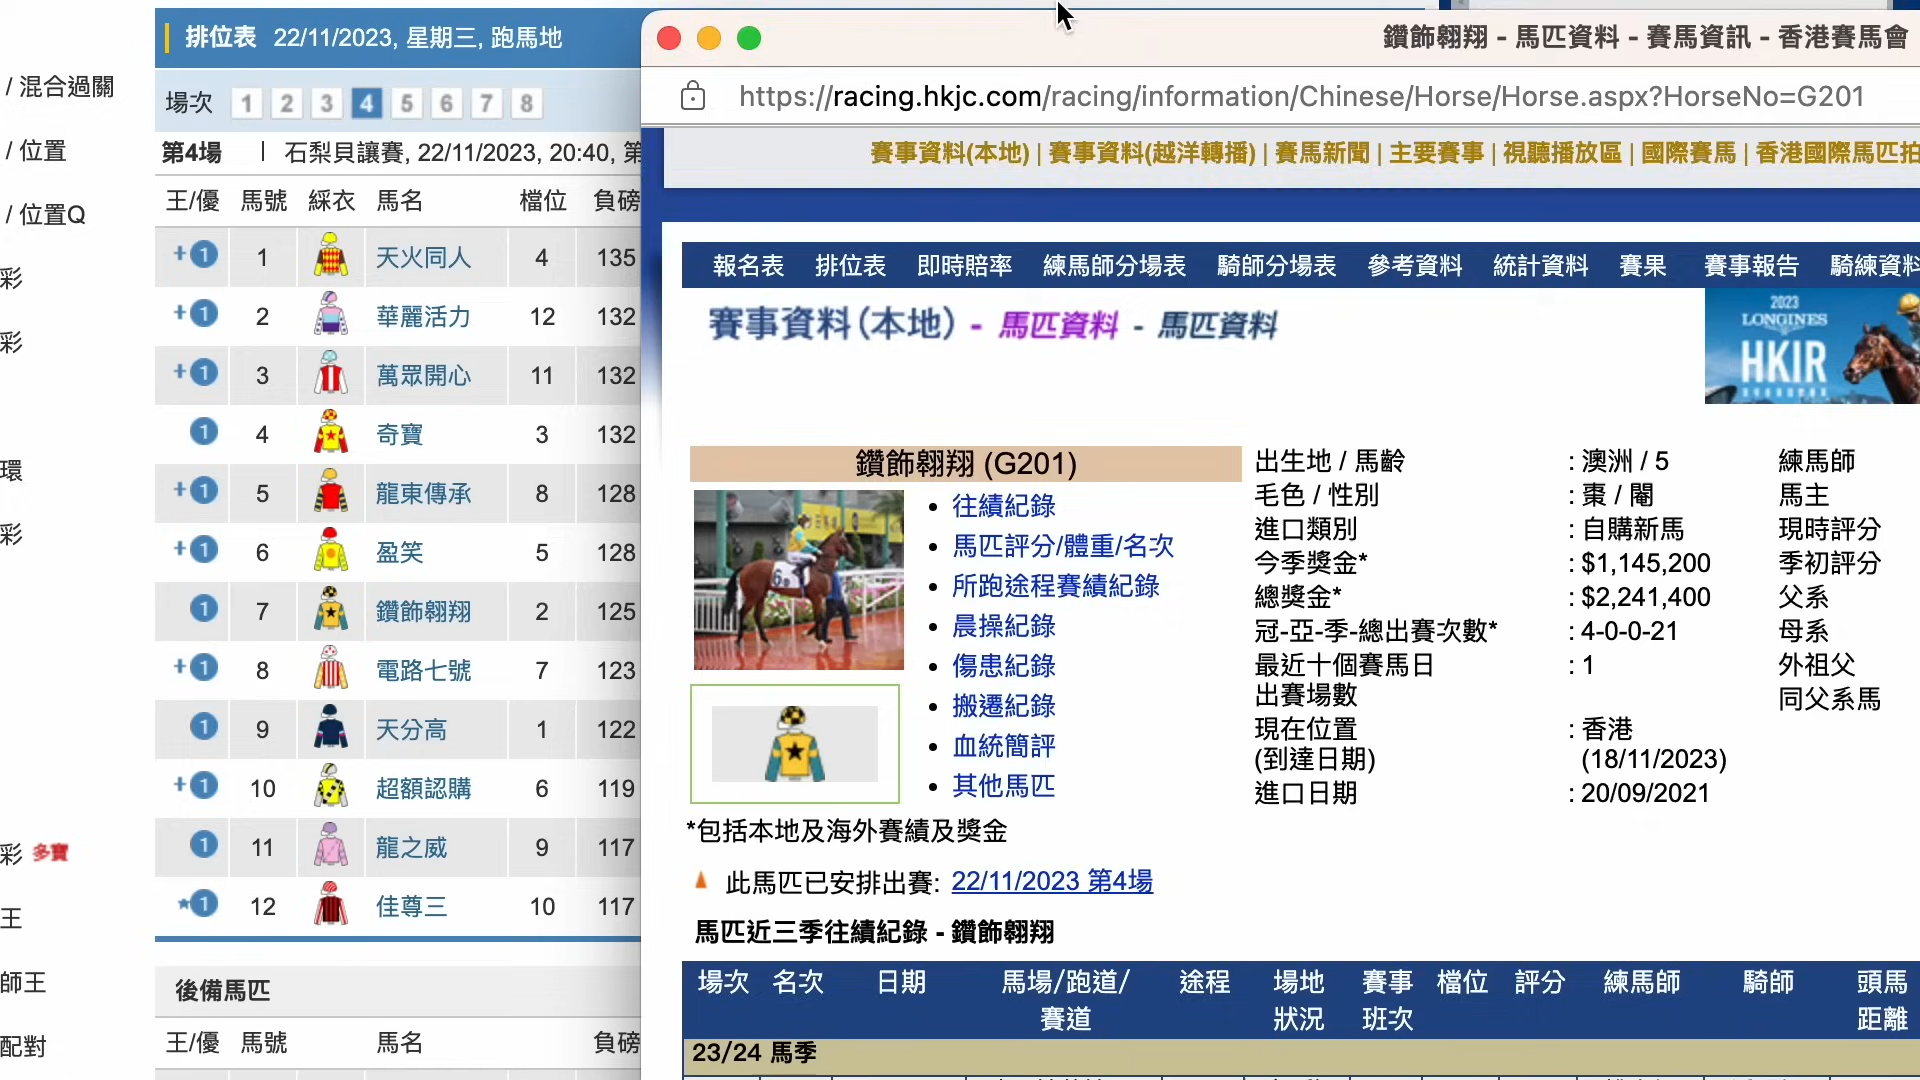 / 混合過關
/ 位置
/ 位置Q
彩
彩
環
彩
彩 多寶
王
師王
配對
排位表 22/11/2023, 星期三, 跑馬地
場次 1 2 3 4 5 6 7 8
第4場 | 石梨貝讓賽, 22/11/2023, 20:40, 第
王/優 馬號 綵衣 馬名 檔位 負磅
+ 1 1 天火同人 4 135
+ 1 2 華麗活力 12 132
+ 1 3 萬眾開心 11 132
1 4 奇寶 3 132
+ 1 5 龍東傳承 8 128
+ 1 6 盈笑 5 128
1 7 鑽飾翱翔 2 125
+ 1 8 電路七號 7 123
1 9 天分高 1 122
+ 1 10 超額認購 6 119
1 11 龍之威 9 117
★ 1 12 佳尊三 10 117
後備馬匹
王/優 馬號 馬名 負磅
鑽飾翱翔 - 馬匹資料 - 賽馬資訊 - 香港賽馬會
https://racing.hkjc.com/racing/information/Chinese/Horse/Horse.aspx?HorseNo=G201
賽事資料(本地) | 賽事資料(越洋轉播) | 賽馬新聞 | 主要賽事 | 視聽播放區 | 國際賽馬 | 香港國際馬匹拍
報名表 排位表 即時賠率 練馬師分場表 騎師分場表 參考資料 統計資料 賽果 賽事報告 騎練資料
賽事資料(本地) - 馬匹資料 - 馬匹資料
2023
LONGINES
HKIR
鑽飾翱翔 (G201)
• 往績紀錄
• 馬匹評分/體重/名次
• 所跑途程賽績紀錄
• 晨操紀錄
• 傷患紀錄
• 搬遷紀錄
• 血統簡評
• 其他馬匹
出生地 / 馬齡 : 澳洲 / 5 練馬師
毛色 / 性別 : 棗 / 閹 馬主
進口類別 : 自購新馬 現時評分
今季獎金* : $1,145,200 季初評分
總獎金* : $2,241,400 父系
冠-亞-季-總出賽次數* : 4-0-0-21 母系
最近十個賽馬日 : 1 外祖父
出賽場數 同父系馬
現在位置 : 香港
(到達日期) (18/11/2023)
進口日期 : 20/09/2021
*包括本地及海外賽績及獎金
此馬匹已安排出賽: 22/11/2023 第4場
馬匹近三季往績紀錄 - 鑽飾翱翔
場次 名次 日期 馬場/跑道/ 途程 場地 賽事 檔位 評分 練馬師 騎師 頭馬
賽道 狀況 班次 距離
23/24 馬季